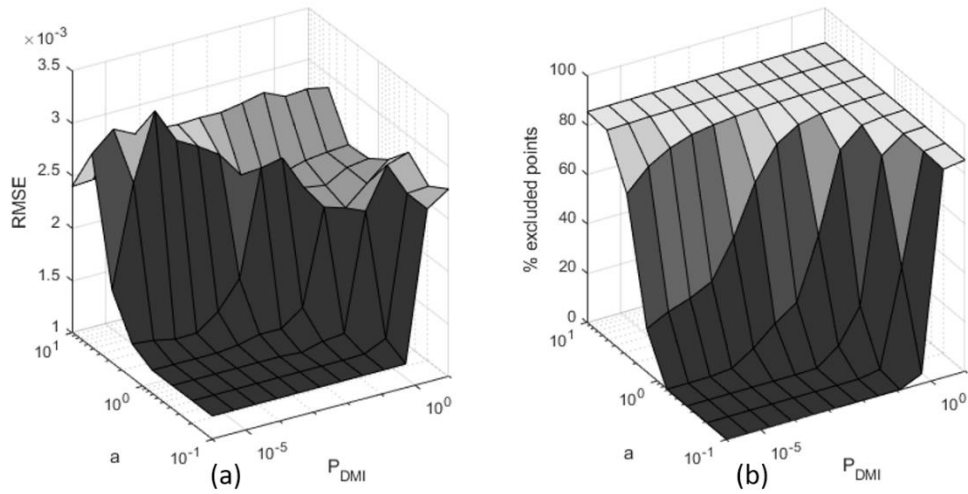 × 10⁻³
3.5
3
2.5
2
1.5
1
RMSE
10¹
10⁰
10⁻¹
a
10⁻⁵
10⁰
P_DMI
(a)
100
80
60
40
20
0
% excluded points
10¹
10⁰
10⁻¹
a
10⁻⁵
10⁰
P_DMI
(b)